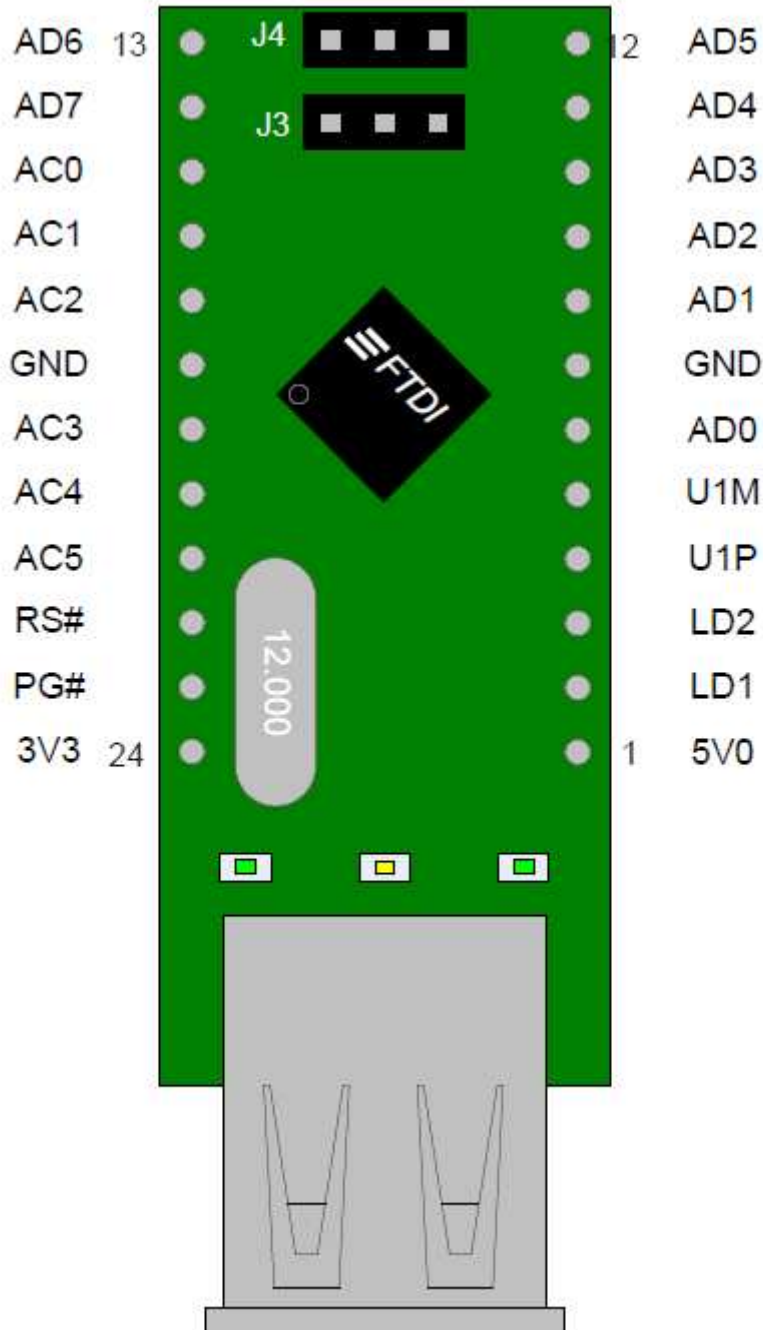 AD6 13 J4 12 AD5
AD7 J3 AD4
AC0 AD3
AC1 AD2
AC2 AD1
GND FTDI GND
AC3 AD0
AC4 U1M
AC5 U1P
RS# LD2
PG# 12.000 LD1
3V3 24 1 5V0